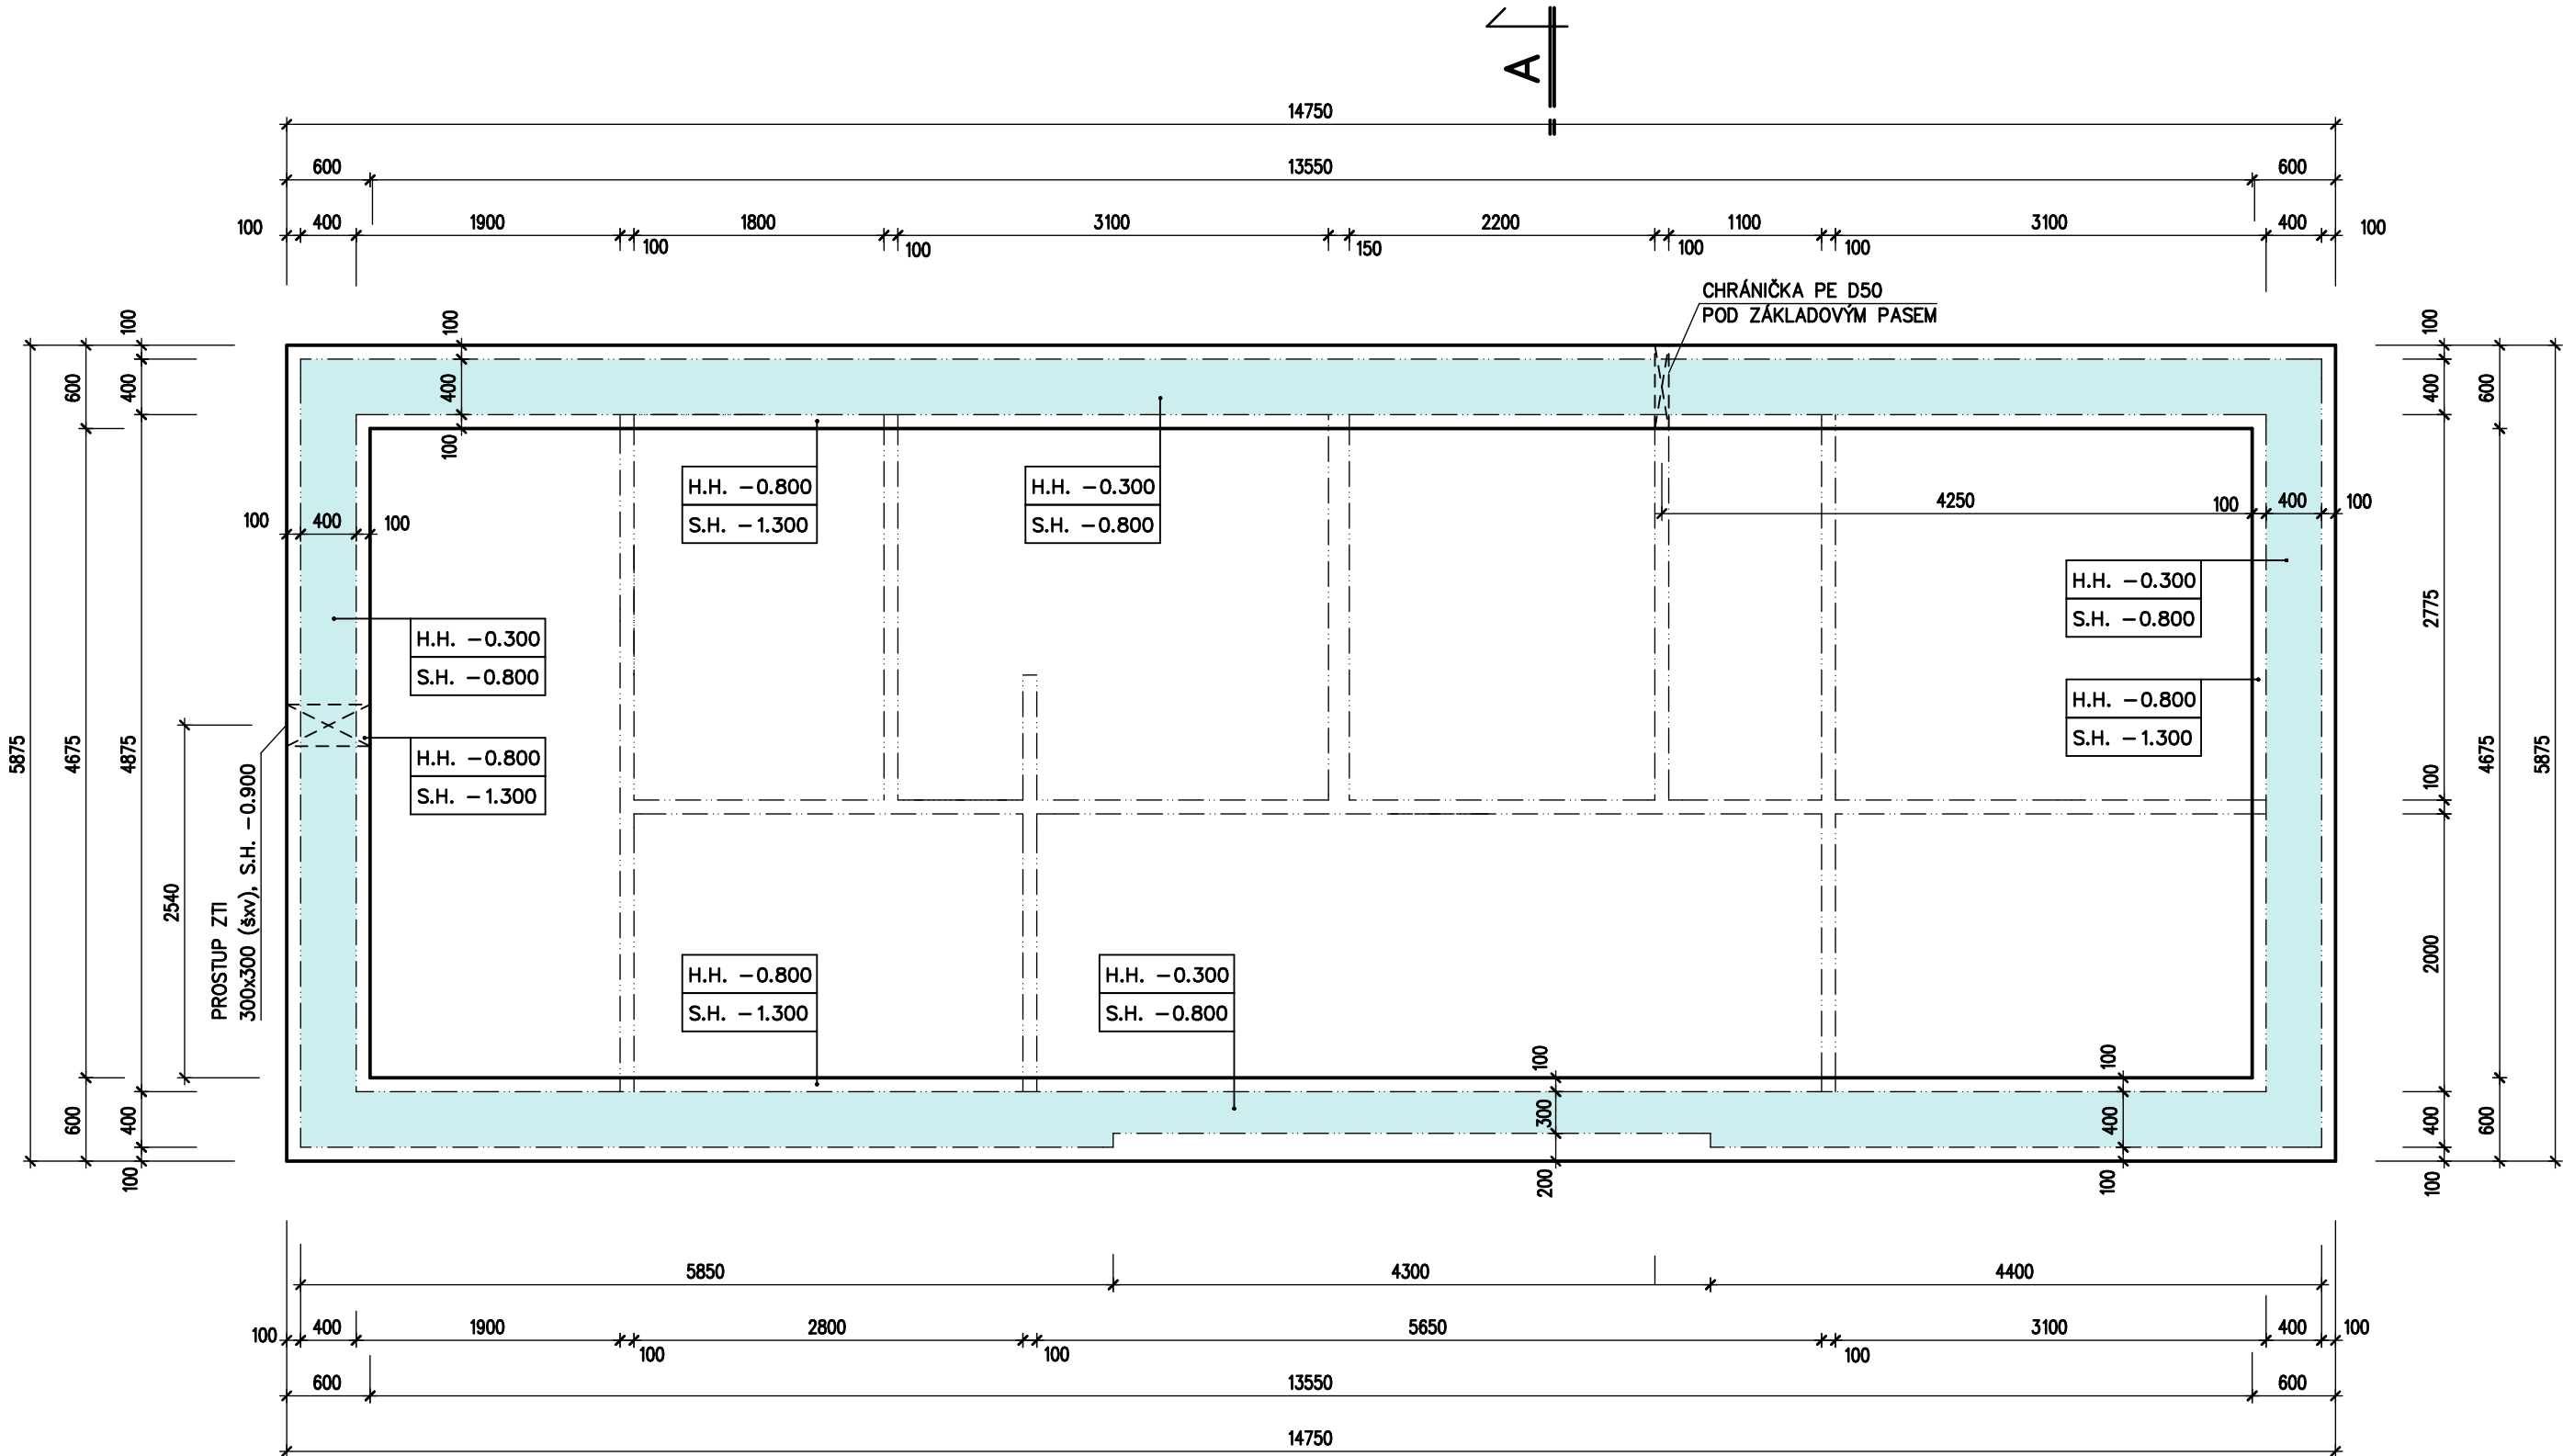 A
14750
600 13550 600
100 400 1900 100 1800 100 3100 150 2200 100 1100 100 3100 400 100
CHRÁNIČKA PE D50
POD ZÁKLADOVÝM PASEM
100
400
100
100 400 100
H.H. -0.800
S.H. -1.300
H.H. -0.300
S.H. -0.800
4250 100 400 100
H.H. -0.300
S.H. -0.800
H.H. -0.800
S.H. -1.300
H.H. -0.300
S.H. -0.800
H.H. -0.800
S.H. -1.300
H.H. -0.800
S.H. -1.300
H.H. -0.300
S.H. -0.800
PROSTUP ZTI
300x300 (šxv), S.H. -0.900
2540
5875
600 4675 600
100 400 4875 400 100
100 400 2775 100 2000 400 100
600 4675 600
5875
100
300
200
100
400
100
5850 4300 4400
100 400 1900 100 2800 100 5650 100 3100 400 100
600 13550 600
14750